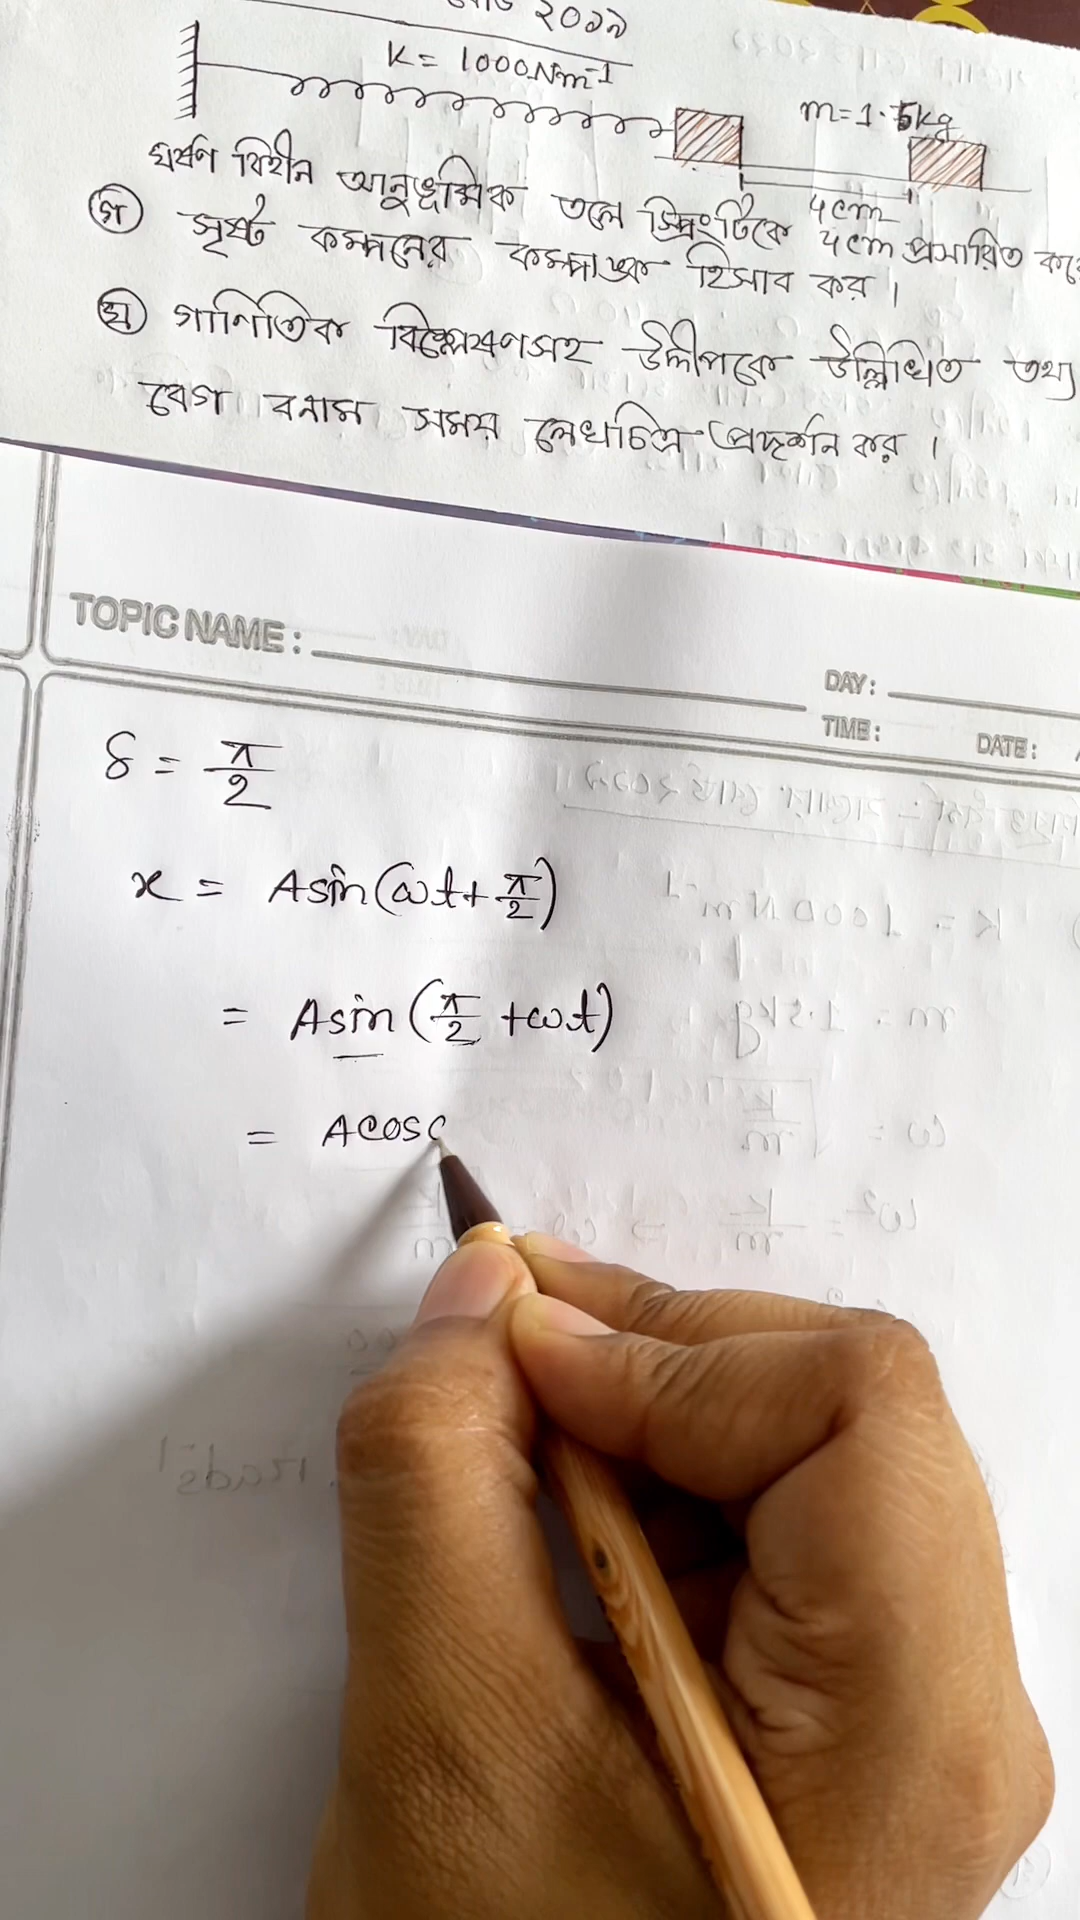 ২০১৯
K = 1000Nm⁻¹
m=1.5kg
4cm
ঘর্ষণ বিহীন আনুভূমিক তলে স্প্রিংটিকে 4cm প্রসারিত করে
গ সৃষ্ট কম্পনের কম্পাঙ্ক হিসাব কর।
ঘ গাণিতিক বিশ্লেষণসহ উদ্দীপকে উল্লিখিত তথ্য
বেগ বনাম সময় লেখচিত্র প্রদর্শন কর।
TOPIC NAME :
DAY :
TIME :
DATE :
δ = π/2
x = Asin(ωt+π/2)
= Asin(π/2 +ωt)
= Acos